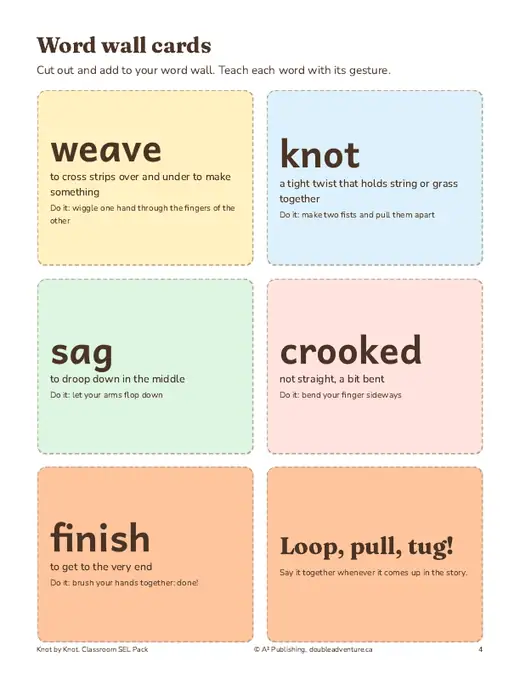 Word wall cards
Cut out and add to your word wall. Teach each word with its gesture.
weave
to cross strips over and under to make
something
Do it: wiggle one hand through the fingers of the
other
knot
a tight twist that holds string or grass
together
Do it: make two fists and pull them apart
sag
to droop down in the middle
Do it: let your arms flop down
crooked
not straight, a bit bent
Do it: bend your finger sideways
finish
to get to the very end
Do it: brush your hands together: done!
Loop, pull, tug!
Say it together whenever it comes up in the story.
Knot by Knot. Classroom SEL Pack
© A² Publishing, doubleadventure.ca
4